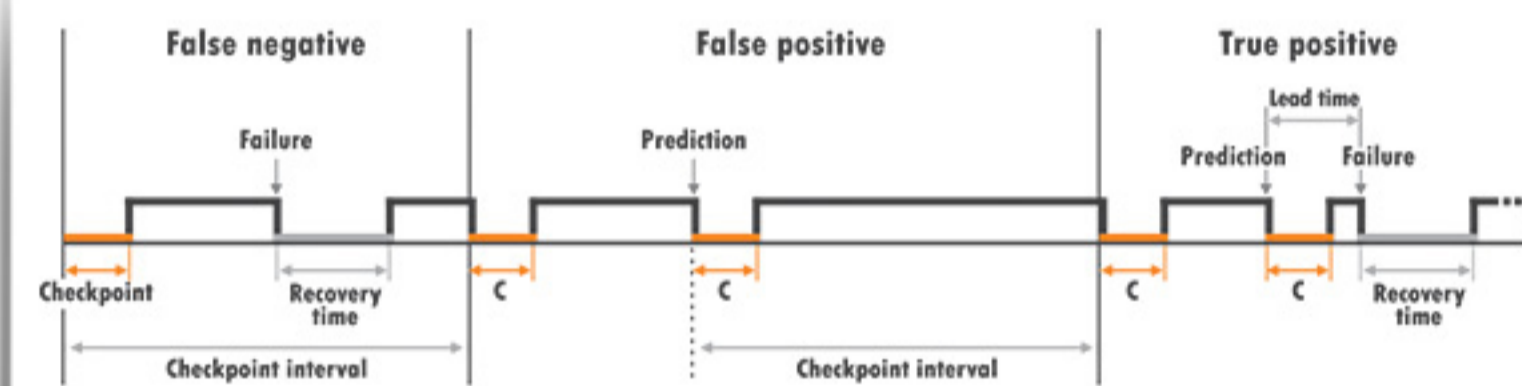 False negative
False positive
True positive
Lead time
Failure
Prediction
Prediction
Failure
Checkpoint
Recovery
time
C
C
C
C
Recovery
time
Checkpoint interval
Checkpoint interval